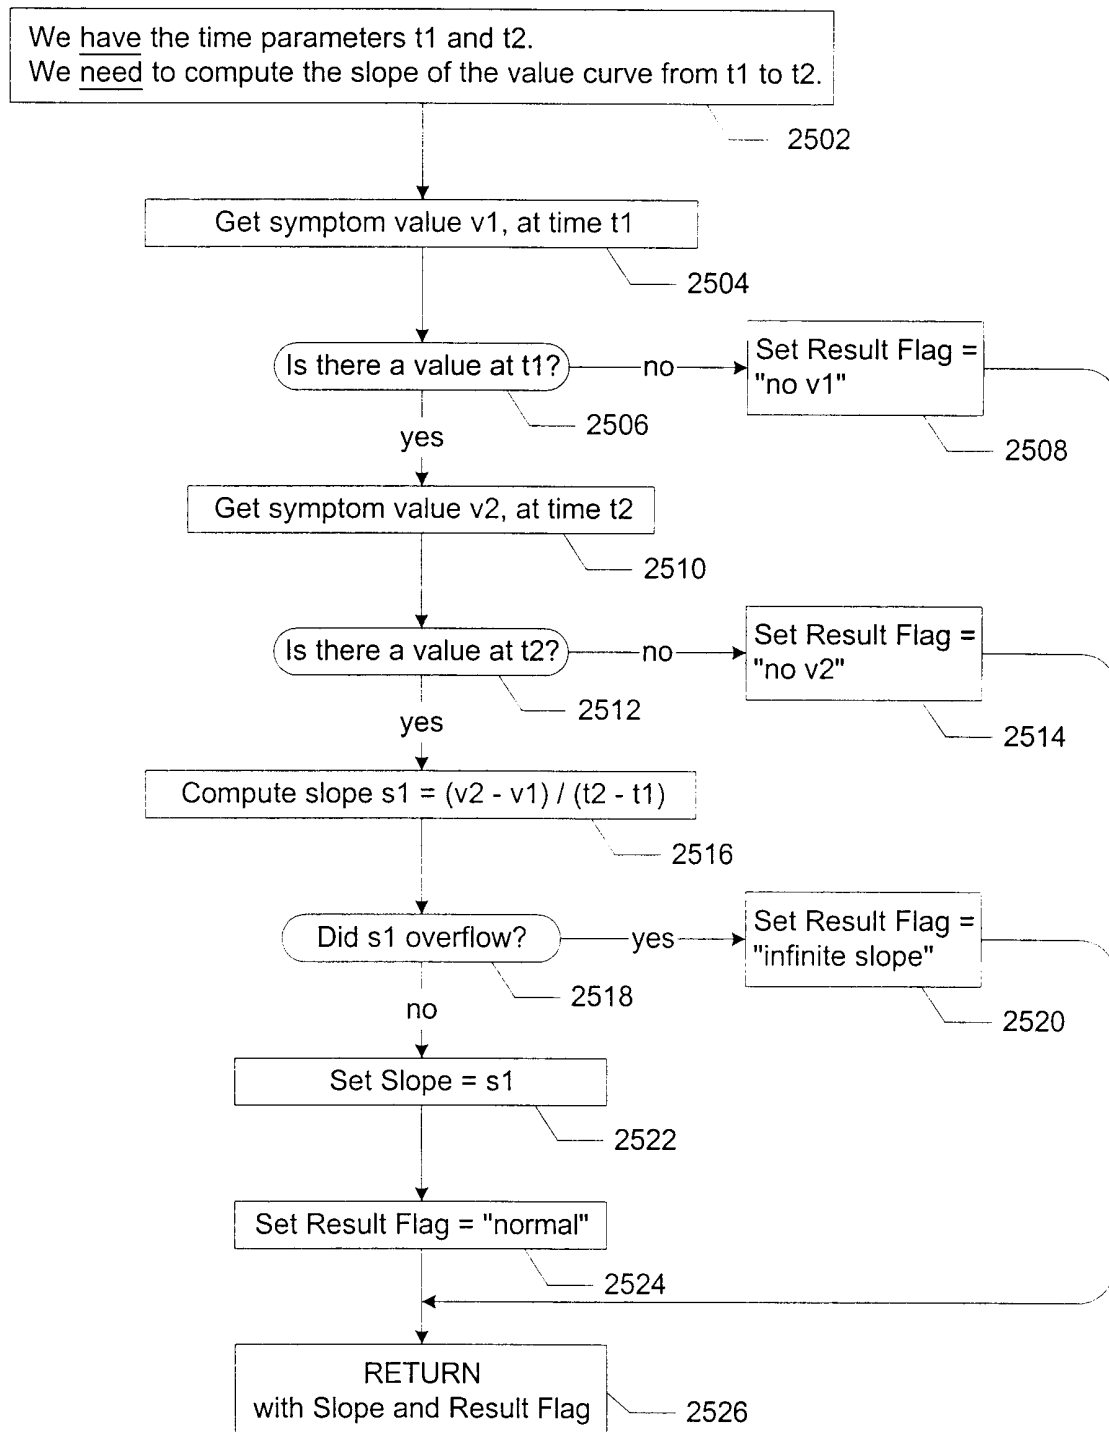 We have the time parameters t1 and t2.
We need to compute the slope of the value curve from t1 to t2.
2502
Get symptom value v1, at time t1
2504
Is there a value at t1?
no
Set Result Flag =
"no v1"
2506
2508
yes
Get symptom value v2, at time t2
2510
Is there a value at t2?
no
Set Result Flag =
"no v2"
2512
2514
yes
Compute slope s1 = (v2 - v1) / (t2 - t1)
2516
Did s1 overflow?
yes
Set Result Flag =
"infinite slope"
2518
2520
no
Set Slope = s1
2522
Set Result Flag = "normal"
2524
RETURN
with Slope and Result Flag
2526